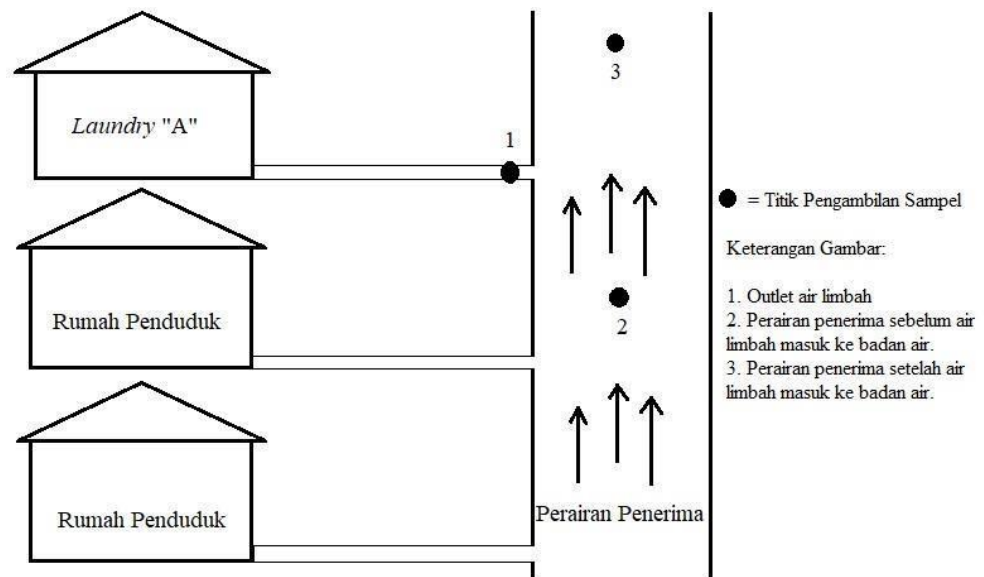 Laundry "A"
Rumah Penduduk
Rumah Penduduk
1
3
2
Perairan Penerima
= Titik Pengambilan Sampel
Keterangan Gambar:
1. Outlet air limbah
2. Perairan penerima sebelum air
limbah masuk ke badan air.
3. Perairan penerima setelah air
limbah masuk ke badan air.